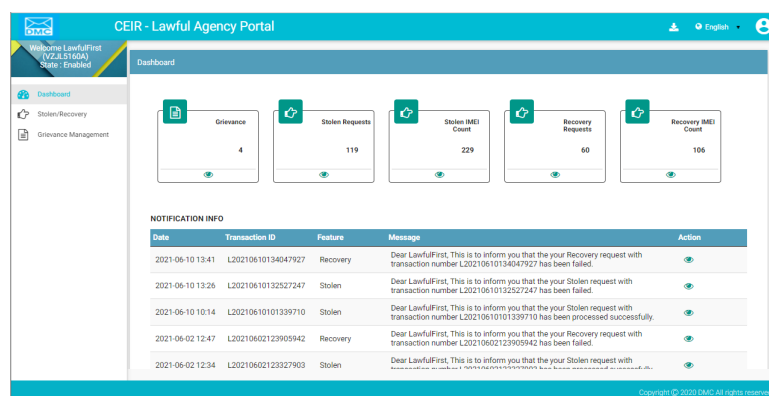 DMC
CEIR - Lawful Agency Portal
English
Welcome LawfulFirst
(VZJL5160A)
State : Enabled
Dashboard
Dashboard
Stolen/Recovery
Grievance Management
Grievance
4
Stolen Requests
119
Stolen IMEI
Count
229
Recovery
Requests
60
Recovery IMEI
Count
106
NOTIFICATION INFO
Date Transaction ID Feature Message Action
2021-06-10 13:41 L20210610134047927 Recovery Dear LawfulFirst, This is to inform you that the your Recovery request with
transaction number L20210610134047927 has been failed.
2021-06-10 13:26 L20210610132527247 Stolen Dear LawfulFirst, This is to inform you that the your Stolen request with
transaction number L20210610132527247 has been failed.
2021-06-10 10:14 L20210610101339710 Stolen Dear LawfulFirst, This is to inform you that the your Stolen request with
transaction number L20210610101339710 has been processed successfully.
2021-06-02 12:47 L20210602123905942 Recovery Dear LawfulFirst, This is to inform you that the your Recovery request with
transaction number L20210602123905942 has been failed.
2021-06-02 12:34 L20210602123327903 Stolen Dear LawfulFirst, This is to inform you that the your Stolen request with
transaction number L20210602123327903 has been processed successfully.
Copyright © 2020 DMC All rights reserve